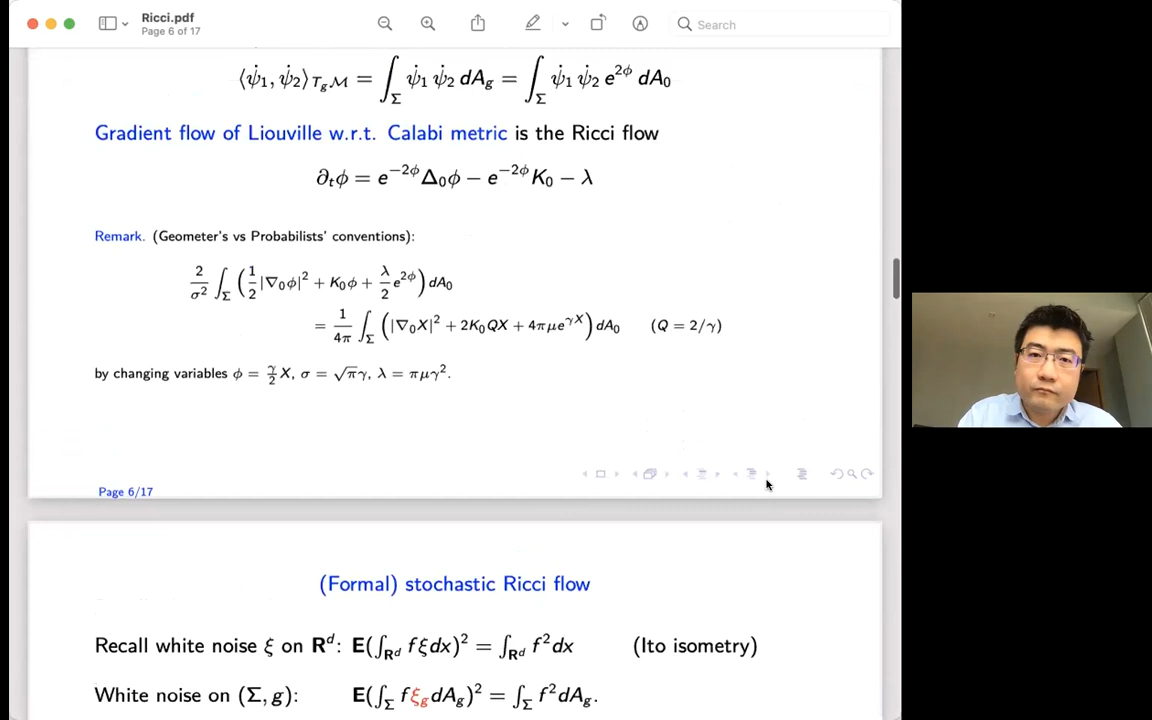 Ricci.pdf
Page 6 of 17
Search
⟨ψ̇₁, ψ̇₂⟩_{T_g ℳ} = ∫_Σ ψ̇₁ ψ̇₂ dA_g = ∫_Σ ψ̇₁ ψ̇₂ e^{2ϕ} dA₀
Gradient flow of Liouville w.r.t. Calabi metric is the Ricci flow
∂_tϕ = e^{−2ϕ}Δ₀ϕ − e^{−2ϕ}K₀ − λ
Remark. (Geometer's vs Probabilists' conventions):
2/σ² ∫_Σ (1/2|∇₀ϕ|² + K₀ϕ + λ/2 e^{2ϕ}) dA₀
= 1/4π ∫_Σ (|∇₀X|² + 2K₀QX + 4πμe^{γX}) dA₀ (Q = 2/γ)
by changing variables ϕ = γ/2 X, σ = √πγ, λ = πμγ².
Page 6/17
(Formal) stochastic Ricci flow
Recall white noise ξ on R^d: E(∫_{R^d} fξdx)² = ∫_{R^d} f²dx (Ito isometry)
White noise on (Σ, g): E(∫_Σ fξ_g dA_g)² = ∫_Σ f²dA_g.